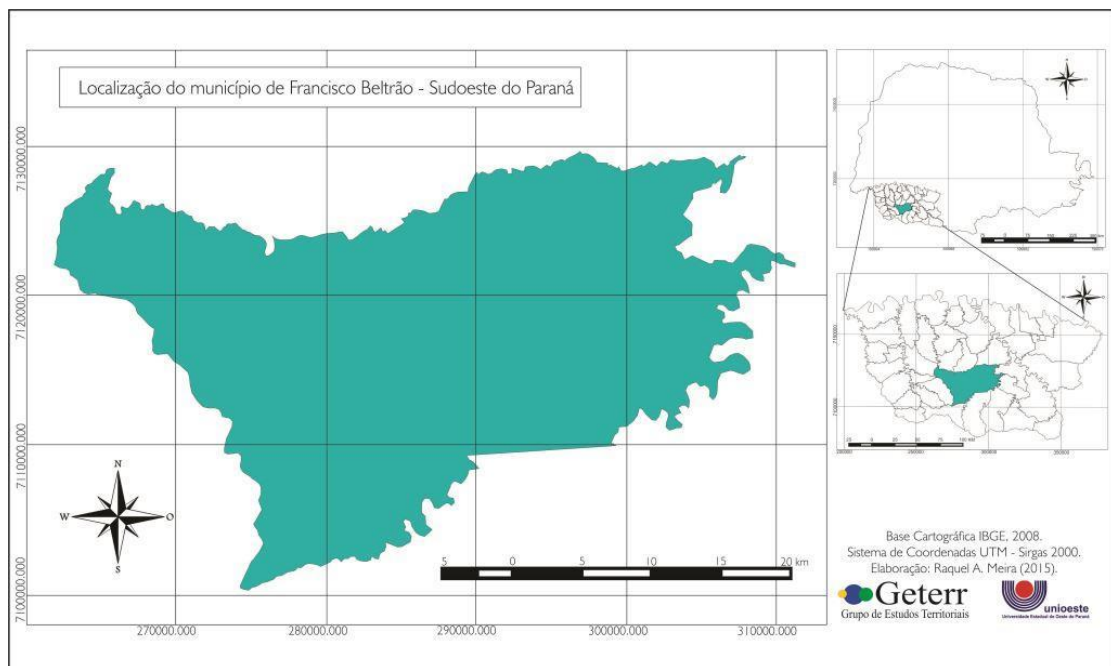 Localização do município de Francisco Beltrão - Sudoeste do Paraná
7130000.000
7120000.000
7110000.000
7100000.000
270000.000
280000.000
290000.000
300000.000
310000.000
N
W
O
S
5
0
5
10
15
20 km
Base Cartográfica IBGE, 2008.
Sistema de Coordenadas UTM - Sirgas 2000.
Elaboração: Raquel A. Meira (2015).
Geterr
Grupo de Estudos Territoriais
unioeste
Universidade Estadual do Oeste do Paraná